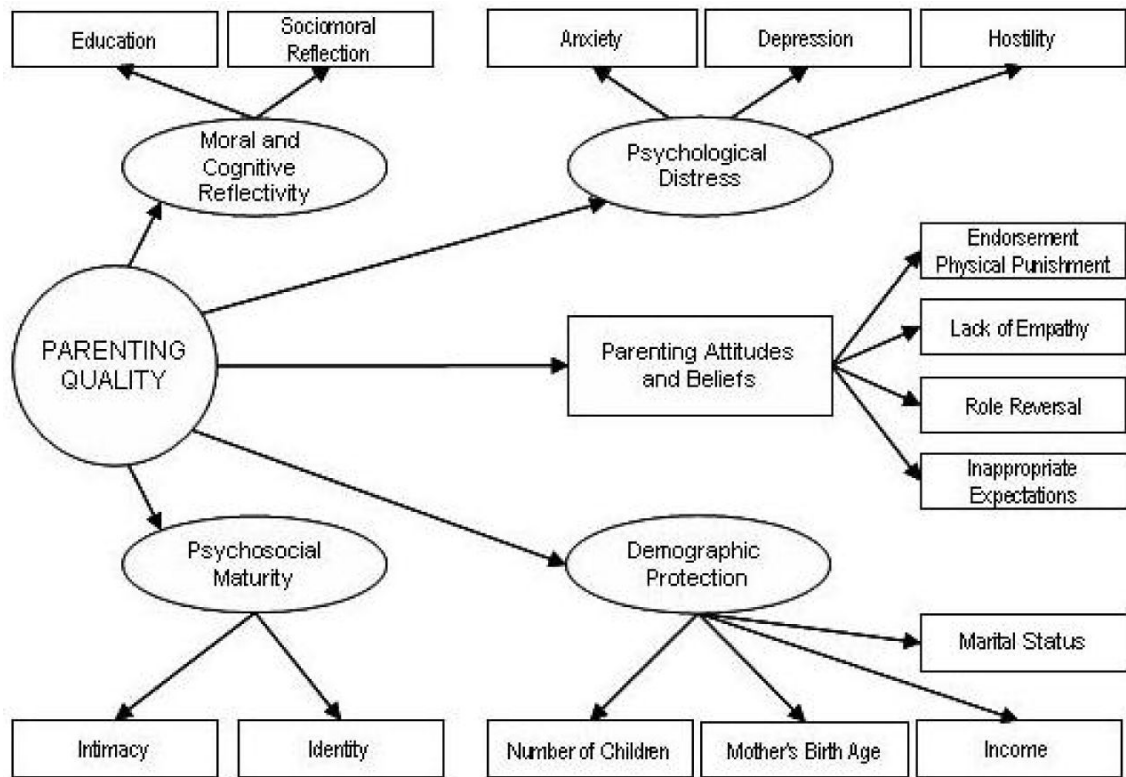 Education
Sociomoral
Reflection
Anxiety
Depression
Hostility
Moral and
Cognitive
Reflectivity
Psychological
Distress
Endorsement
Physical Punishment
Lack of Empathy
PARENTING
QUALITY
Parenting Attitudes
and Beliefs
Role Reversal
Inappropriate
Expectations
Psychosocial
Maturity
Demographic
Protection
Marital Status
Intimacy
Identity
Number of Children
Mother's Birth Age
Income